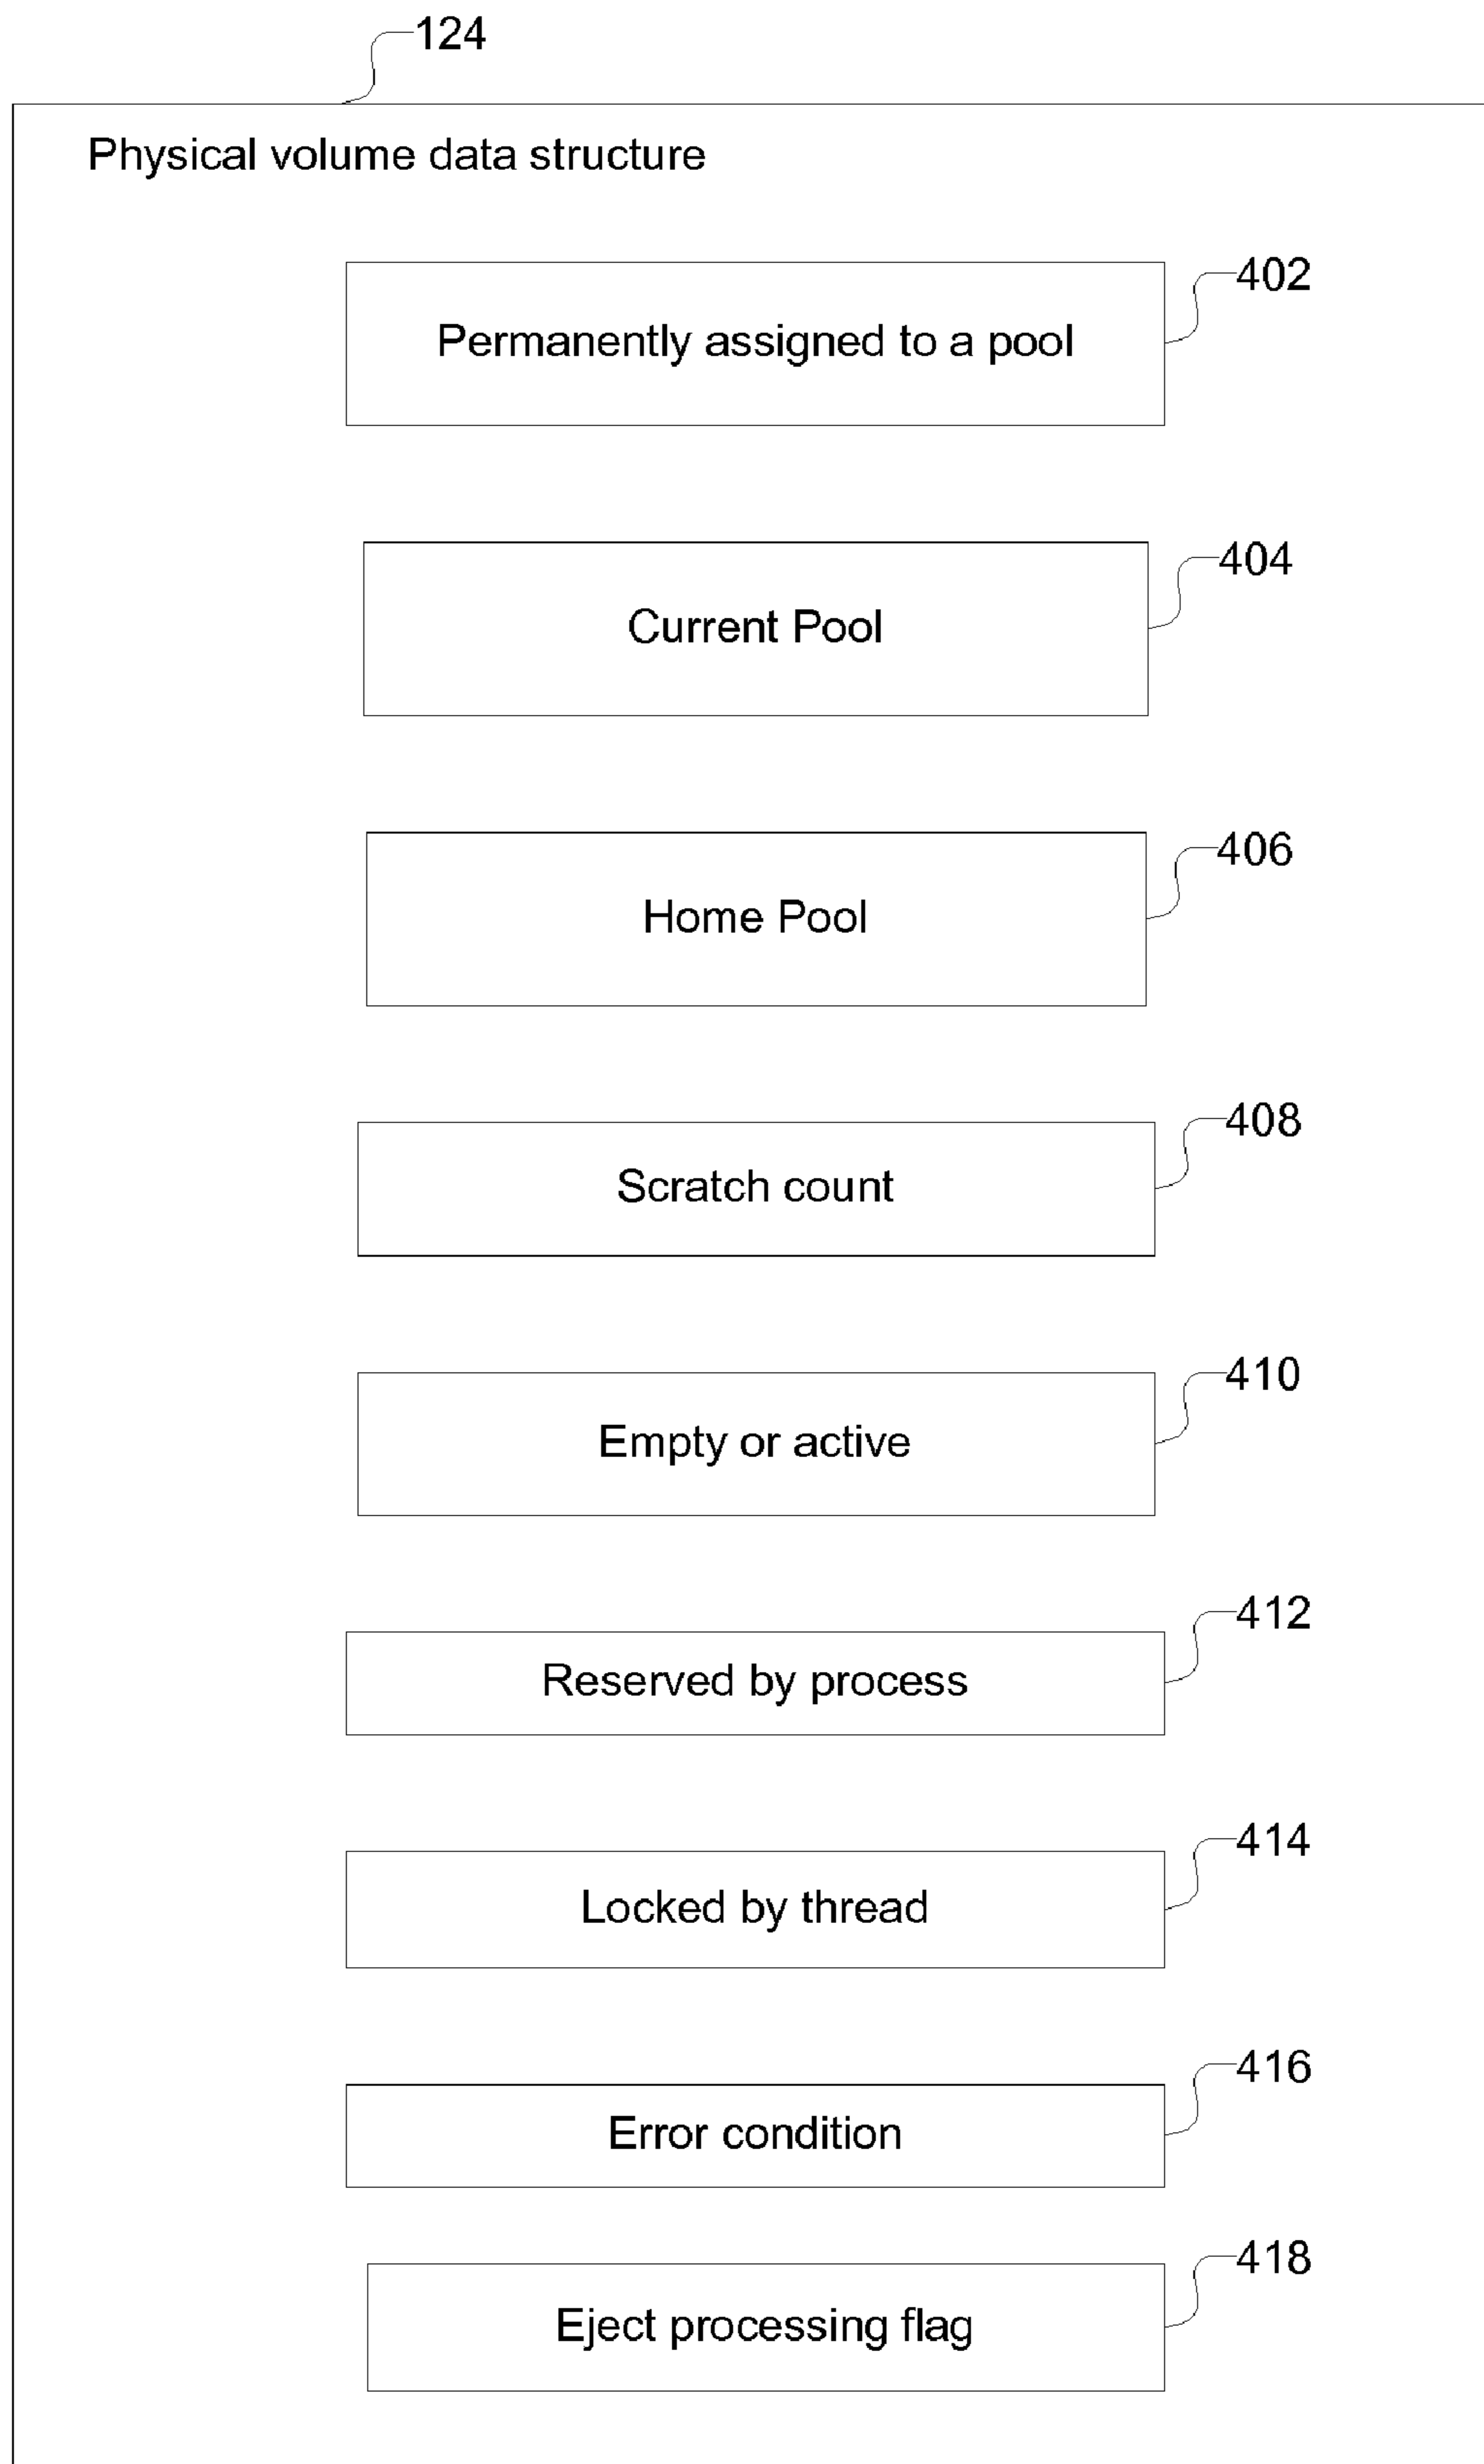 124
Physical volume data structure
402
Permanently assigned to a pool
404
Current Pool
406
Home Pool
408
Scratch count
410
Empty or active
412
Reserved by process
414
Locked by thread
416
Error condition
418
Eject processing flag